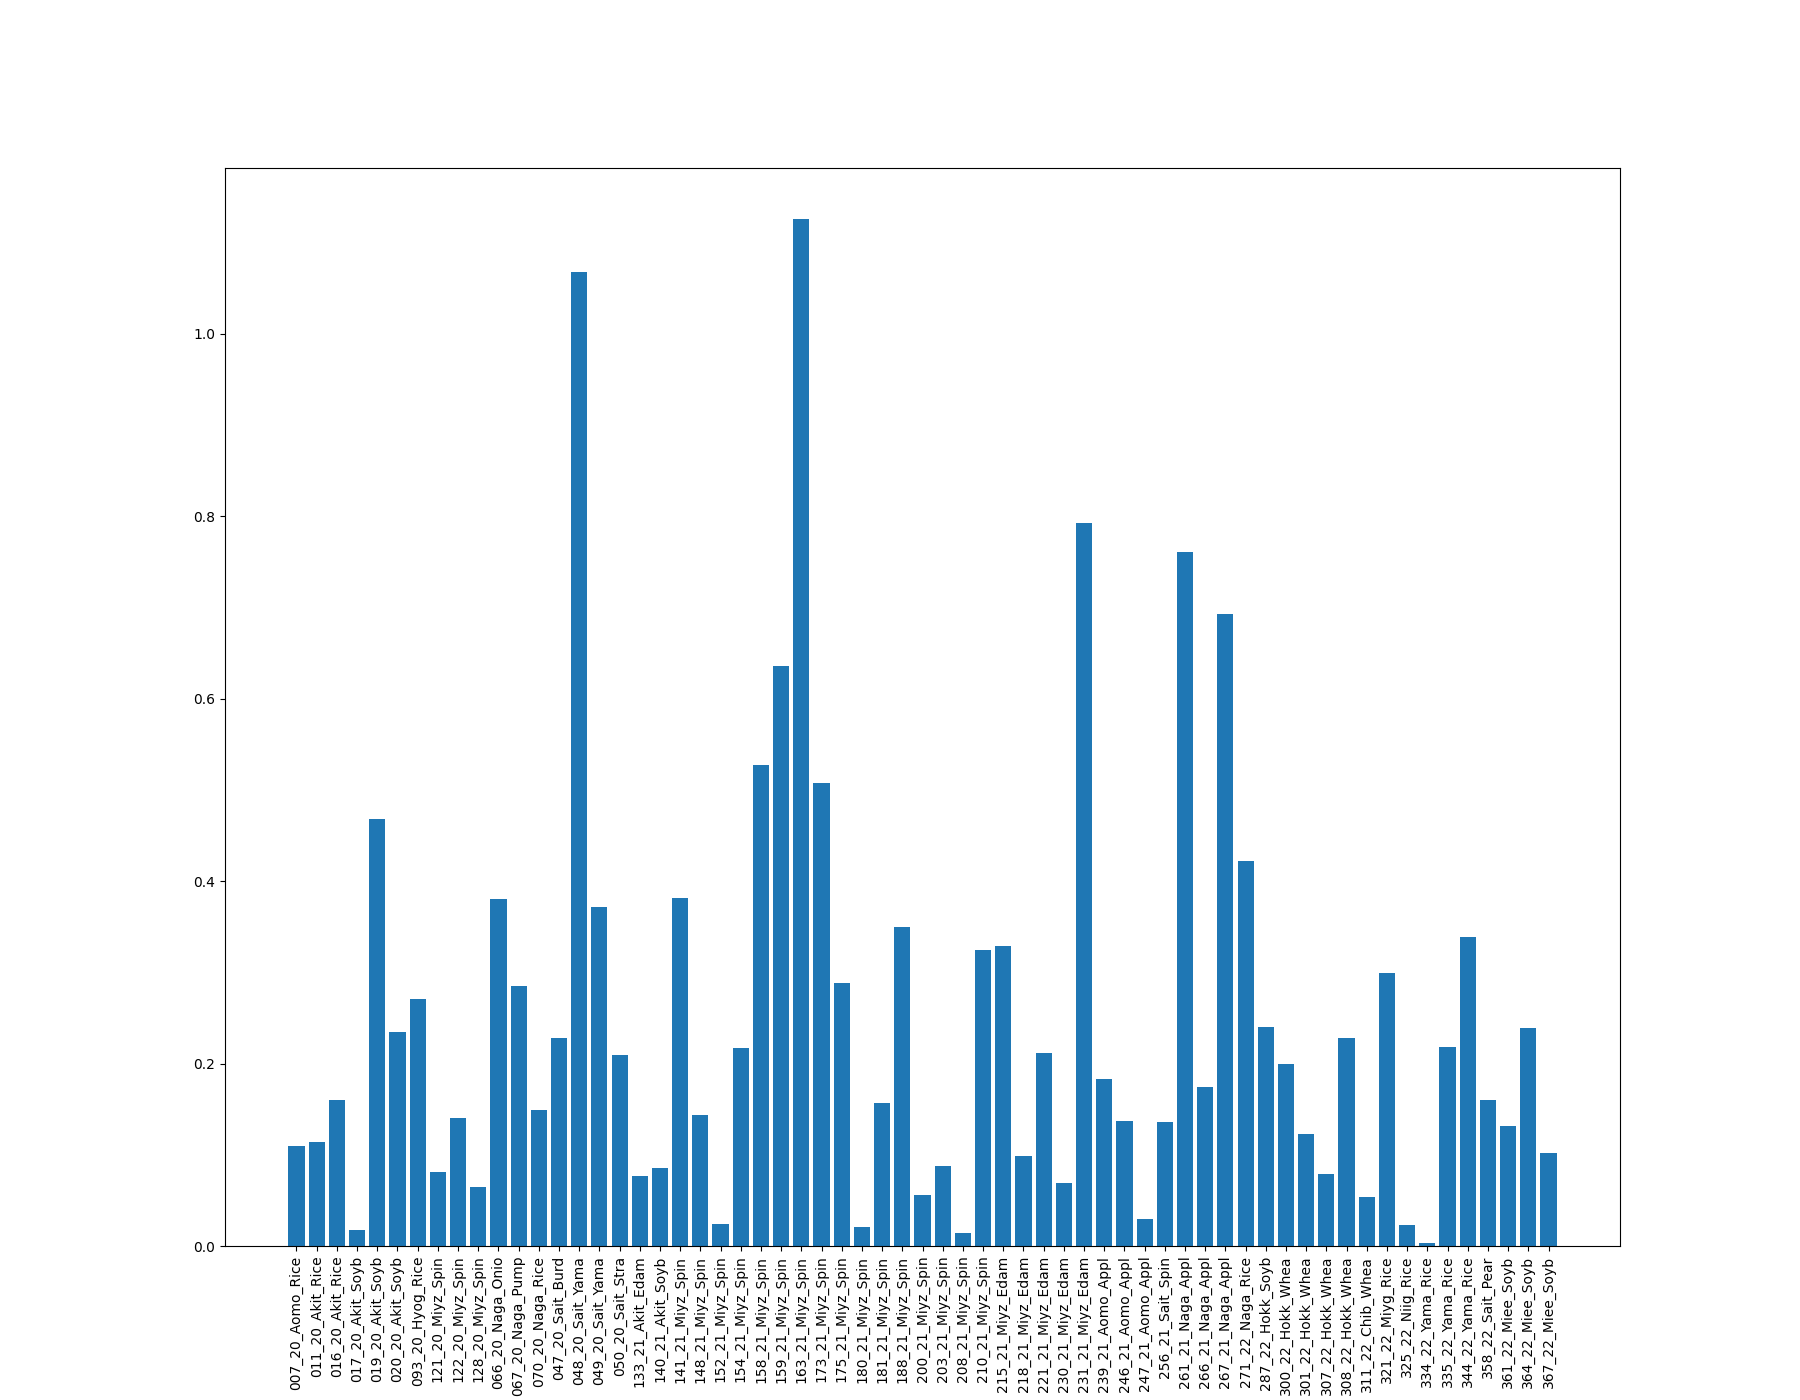 1.0
0.8
0.6
0.4
0.2
0.0
007_20_Aomo_Rice
011_20_Akit_Rice
016_20_Akit_Rice
017_20_Akit_Soyb
019_20_Akit_Soyb
020_20_Akit_Soyb
093_20_Hyog_Rice
121_20_Miyz_Spin
122_20_Miyz_Spin
128_20_Miyz_Spin
066_20_Naga_Onio
067_20_Naga_Pump
070_20_Naga_Rice
047_20_Sait_Burd
048_20_Sait_Yama
049_20_Sait_Yama
050_20_Sait_Stra
133_21_Akit_Edam
140_21_Akit_Soyb
141_21_Miyz_Spin
148_21_Miyz_Spin
152_21_Miyz_Spin
154_21_Miyz_Spin
158_21_Miyz_Spin
159_21_Miyz_Spin
163_21_Miyz_Spin
173_21_Miyz_Spin
175_21_Miyz_Spin
180_21_Miyz_Spin
181_21_Miyz_Spin
188_21_Miyz_Spin
200_21_Miyz_Spin
203_21_Miyz_Spin
208_21_Miyz_Spin
210_21_Miyz_Spin
215_21_Miyz_Edam
218_21_Miyz_Edam
221_21_Miyz_Edam
230_21_Miyz_Edam
231_21_Miyz_Edam
239_21_Aomo_Appl
246_21_Aomo_Appl
247_21_Aomo_Appl
256_21_Sait_Spin
261_21_Naga_Appl
266_21_Naga_Appl
267_21_Naga_Appl
271_22_Naga_Rice
287_22_Hokk_Soyb
300_22_Hokk_Whea
301_22_Hokk_Whea
307_22_Hokk_Whea
308_22_Hokk_Whea
311_22_Chib_Whea
321_22_Miyg_Rice
325_22_Niig_Rice
334_22_Yama_Rice
335_22_Yama_Rice
344_22_Yama_Rice
358_22_Sait_Pear
361_22_Miee_Soyb
364_22_Miee_Soyb
367_22_Miee_Soyb